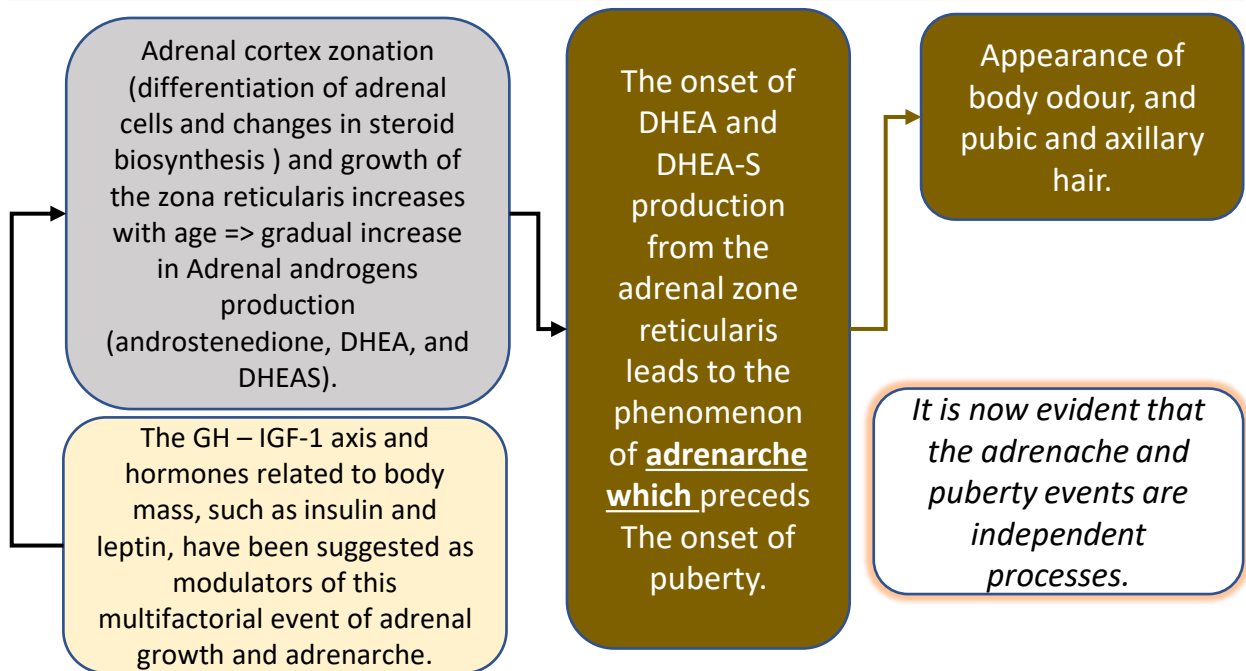 Adrenal cortex zonation
(differentiation of adrenal
cells and changes in steroid
biosynthesis ) and growth of
the zona reticularis increases
with age => gradual increase
in Adrenal androgens
production
(androstenedione, DHEA, and
DHEAS).
The GH – IGF-1 axis and
hormones related to body
mass, such as insulin and
leptin, have been suggested as
modulators of this
multifactorial event of adrenal
growth and adrenarche.
The onset of
DHEA and
DHEA-S
production
from the
adrenal zone
reticularis
leads to the
phenomenon
of adrenarche
which preceds
The onset of
puberty.
Appearance of
body odour, and
pubic and axillary
hair.
It is now evident that
the adrenache and
puberty events are
independent
processes.